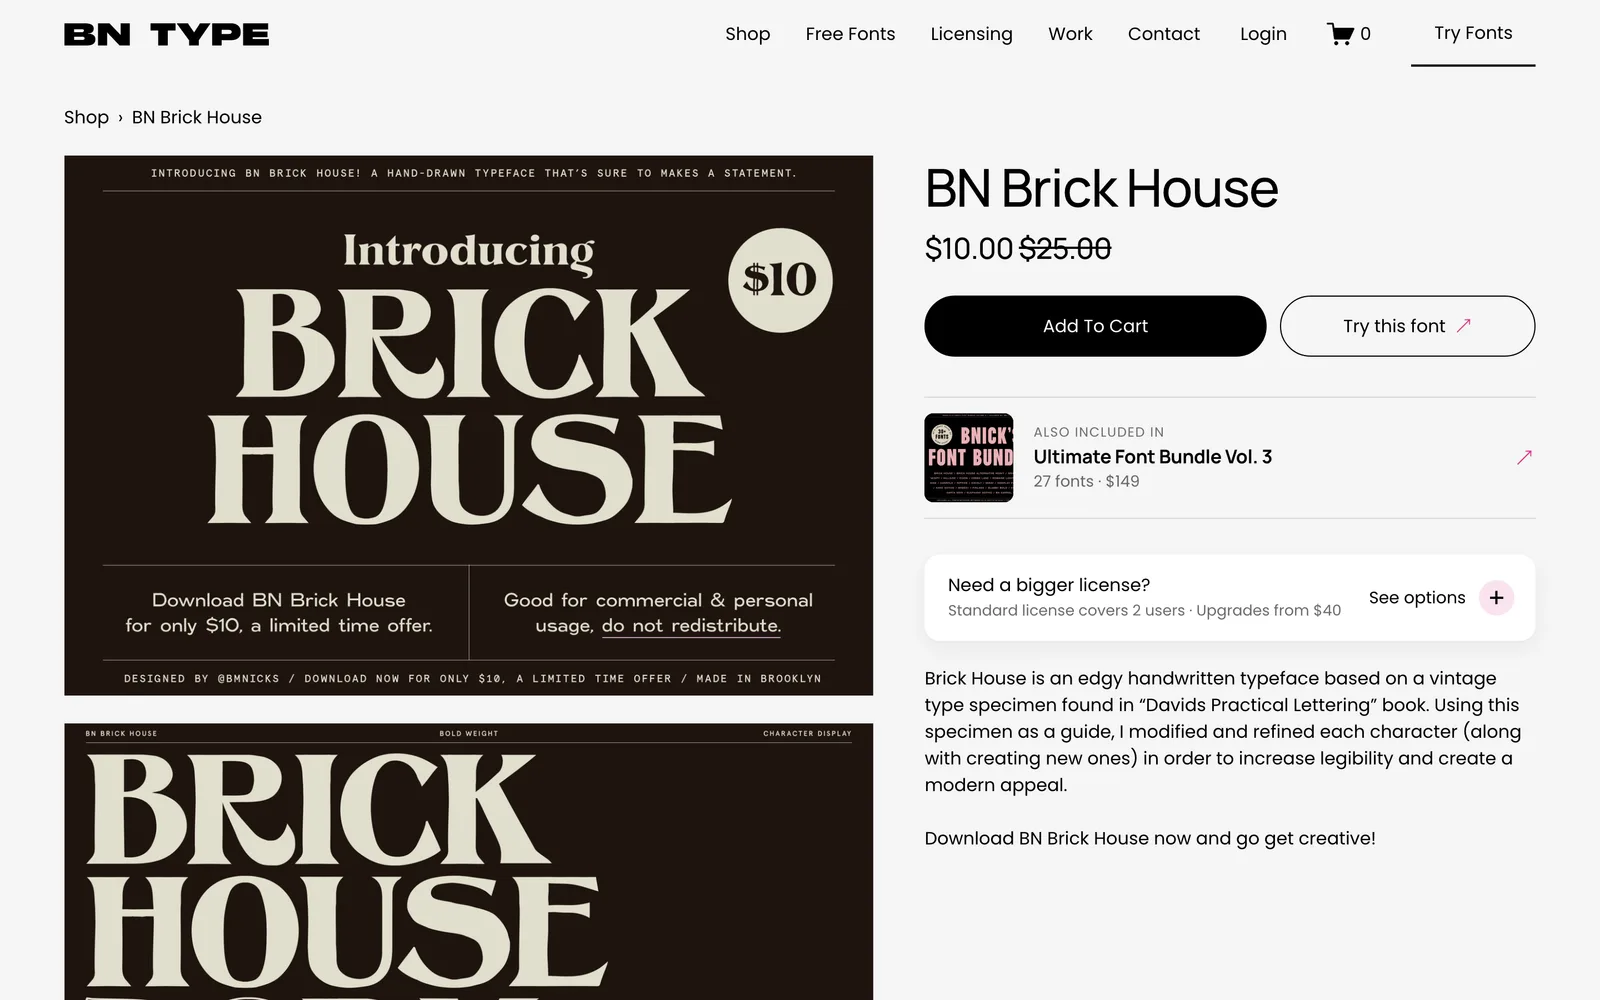 BN TYPE
Shop
Free Fonts
Licensing
Work
Contact
Login
0
Try Fonts
Shop › BN Brick House
INTRODUCING BN BRICK HOUSE! A HAND-DRAWN TYPEFACE THAT'S SURE TO MAKES A STATEMENT.
Introducing
$10
BRICK
HOUSE
Download BN Brick House
for only $10, a limited time offer.
Good for commercial & personal
usage, do not redistribute.
DESIGNED BY @BMNICKS / DOWNLOAD NOW FOR ONLY $10, A LIMITED TIME OFFER / MADE IN BROOKLYN
BN BRICK HOUSE
BOLD WEIGHT
CHARACTER DISPLAY
BRICK
HOUSE
BN Brick House
$10.00 $25.00
Add To Cart
Try this font
30+
FONTS
BNICK'S
FONT BUND
ALSO INCLUDED IN
Ultimate Font Bundle Vol. 3
27 fonts · $149
Need a bigger license?
Standard license covers 2 users · Upgrades from $40
See options
Brick House is an edgy handwritten typeface based on a vintage
type specimen found in “Davids Practical Lettering” book. Using this
specimen as a guide, I modified and refined each character (along
with creating new ones) in order to increase legibility and create a
modern appeal.
Download BN Brick House now and go get creative!